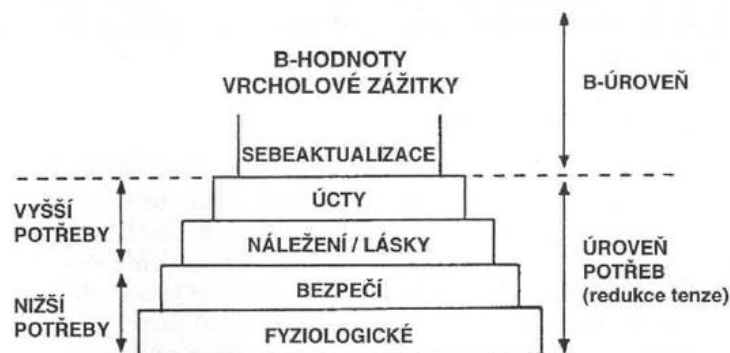 B-HODNOTY
VRCHOLOVÉ ZÁŽITKY
B-ÚROVEŇ
SEBEAKTUALIZACE
ÚCTY
VYŠŠÍ
POTŘEBY
NÁLEŽENÍ / LÁSKY
ÚROVEŇ
POTŘEB
(redukce tenze)
BEZPEČÍ
NIŽŠÍ
POTŘEBY
FYZIOLOGICKÉ